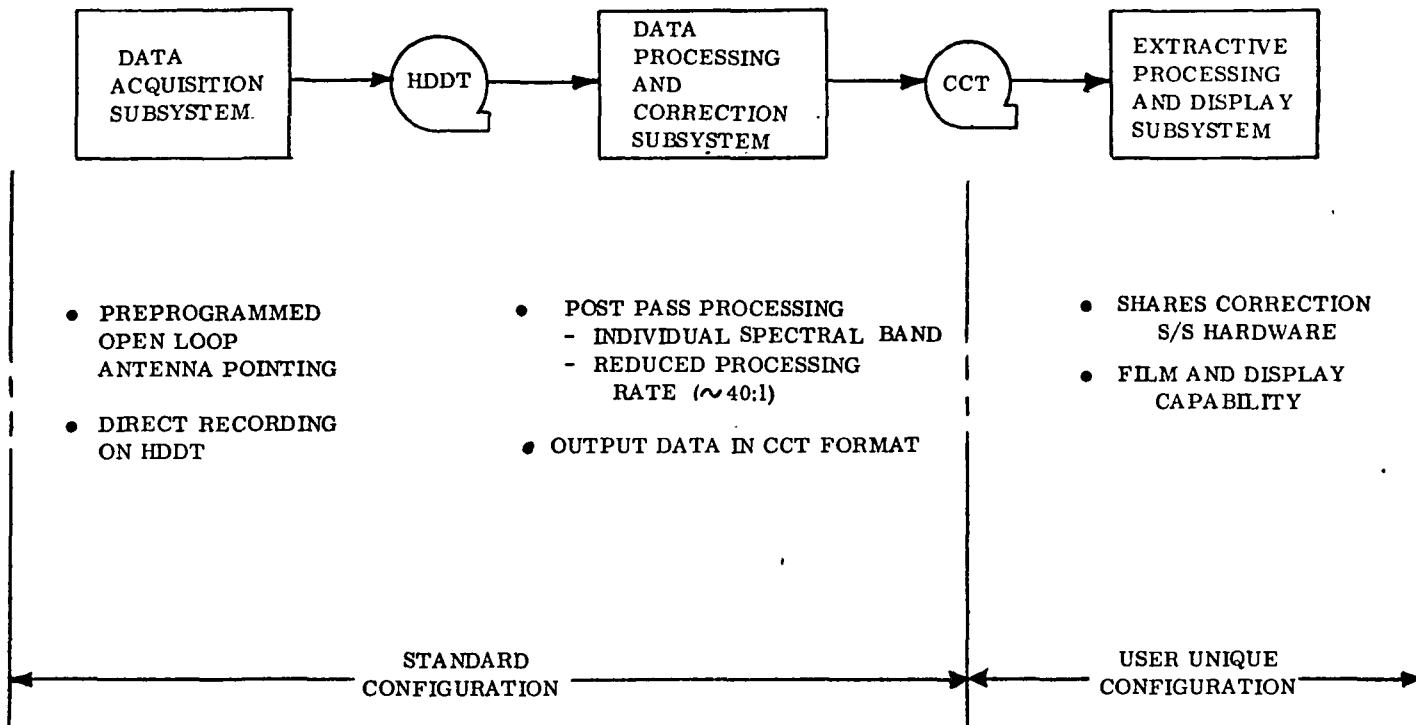 DATA
ACQUISITION
SUBSYSTEM.
HDDT
DATA
PROCESSING
AND
CORRECTION
SUBSYSTEM
CCT
EXTRACTIVE
PROCESSING
AND DISPLAY
SUBSYSTEM
• PREPROGRAMMED
OPEN LOOP
ANTENNA POINTING
• DIRECT RECORDING
ON HDDT
• POST PASS PROCESSING
- INDIVIDUAL SPECTRAL BAND
- REDUCED PROCESSING
RATE (~40:1)
• OUTPUT DATA IN CCT FORMAT
• SHARES CORRECTION
S/S HARDWARE
• FILM AND DISPLAY
CAPABILITY
STANDARD
CONFIGURATION
USER UNIQUE
CONFIGURATION